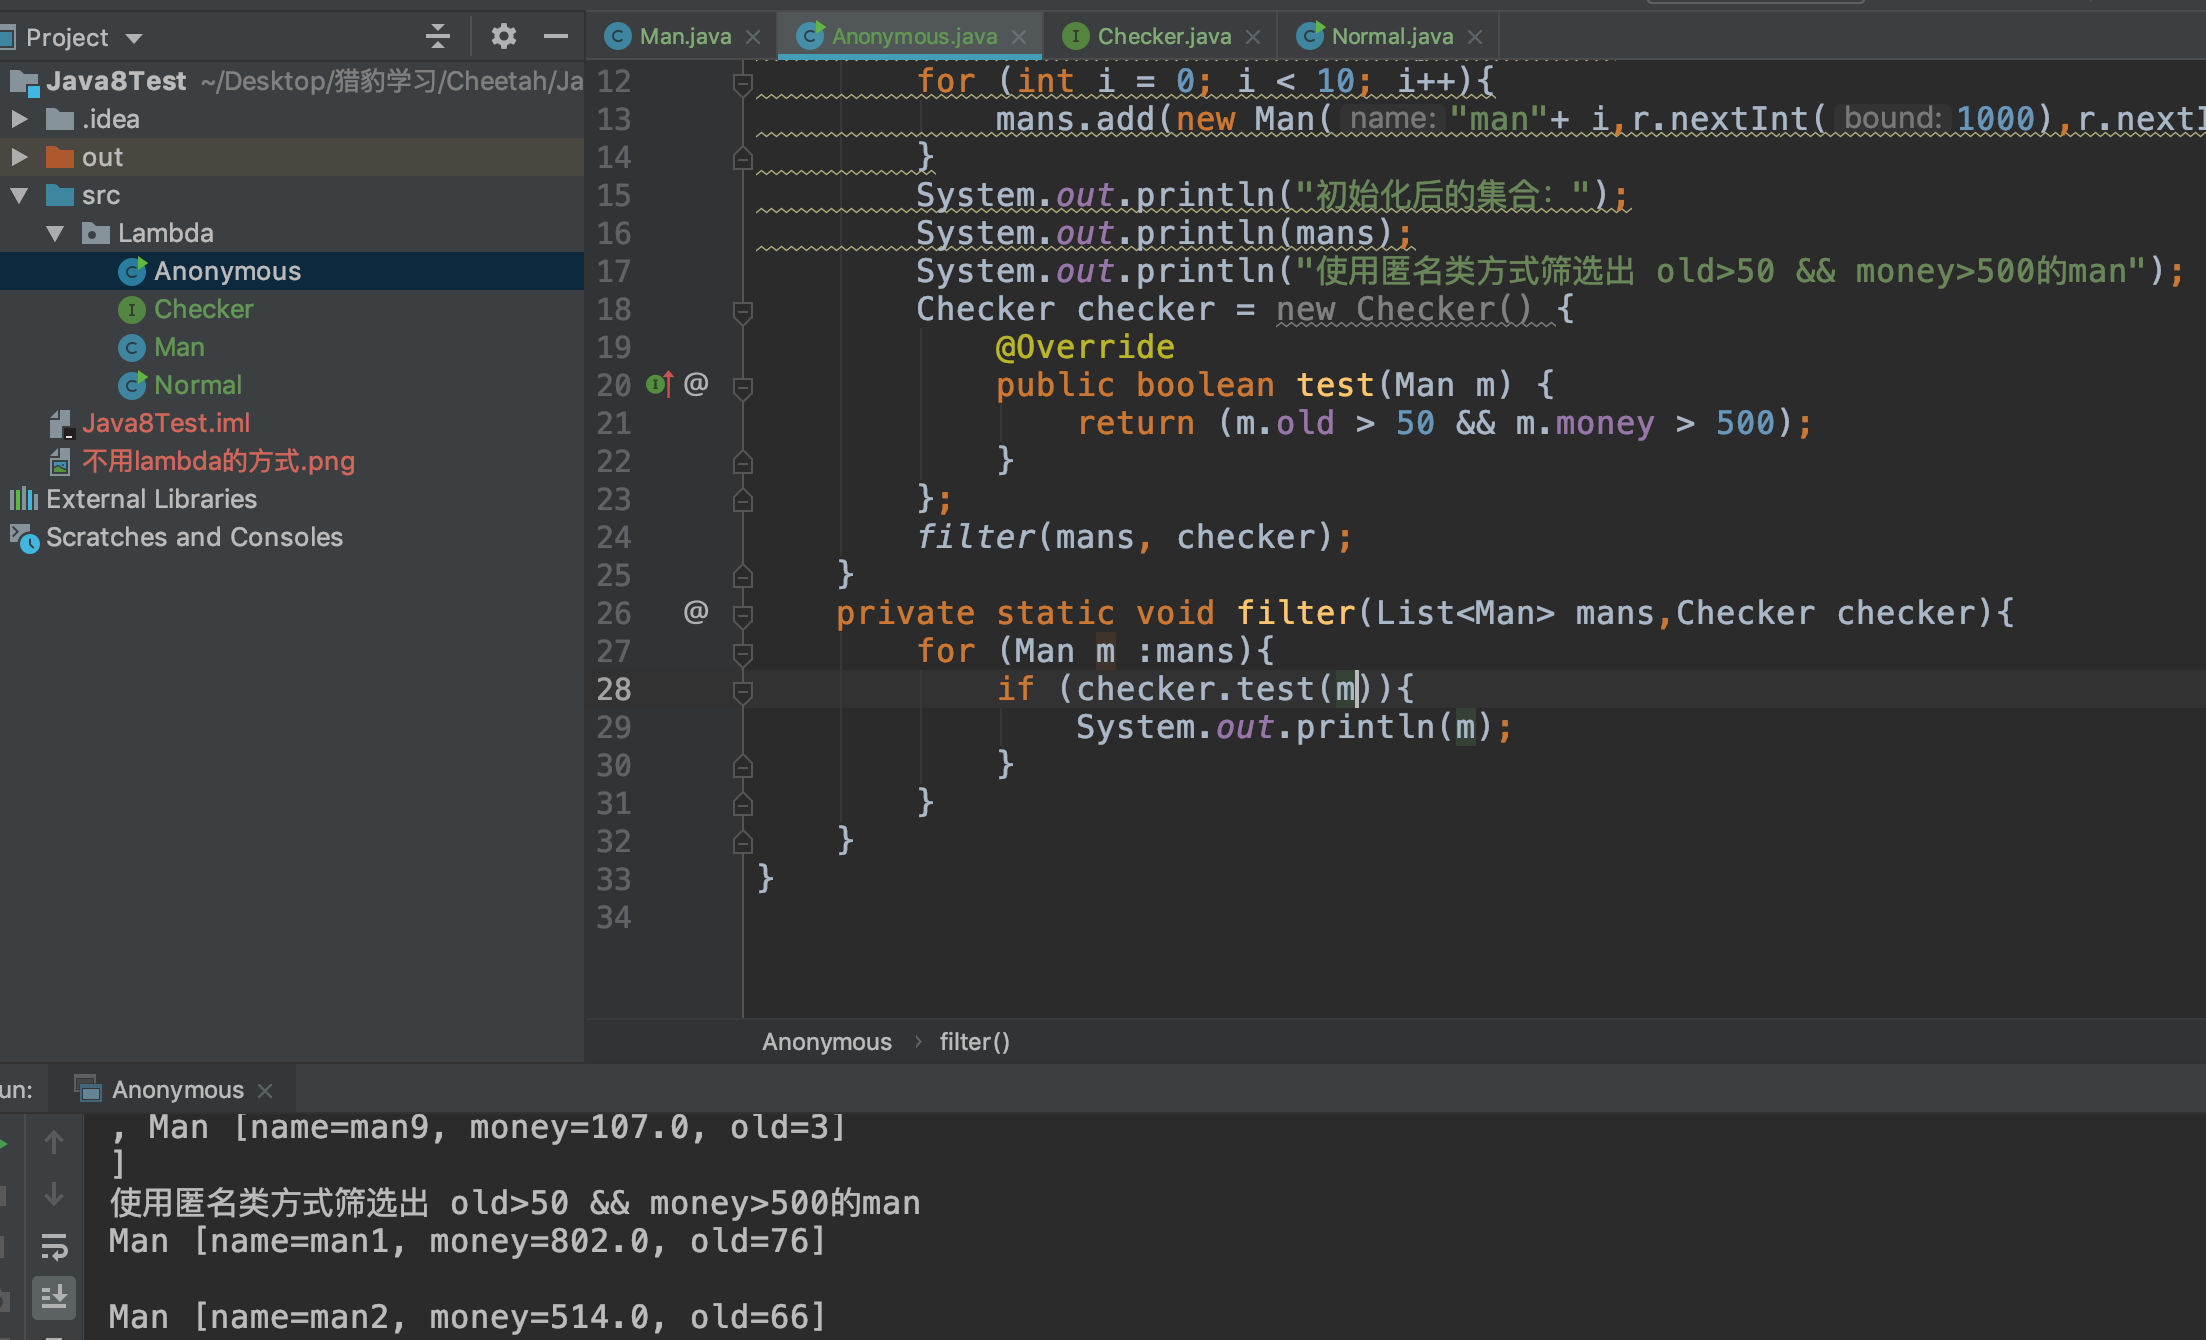 Project
Java8Test ~/Desktop/猎豹学习/Cheetah/Ja
.idea
out
src
Lambda
Anonymous
Checker
Man
Normal
Java8Test.iml
不用lambda的方式.png
External Libraries
Scratches and Consoles
Man.java
Anonymous.java
Checker.java
Normal.java
12 for (int i = 0; i < 10; i++){
13 mans.add(new Man( name: "man"+ i,r.nextInt( bound: 1000),r.nextI
14 }
15 System.out.println("初始化后的集合：");
16 System.out.println(mans);
17 System.out.println("使用匿名类方式筛选出 old>50 && money>500的man");
18 Checker checker = new Checker() {
19 @Override
20 @ public boolean test(Man m) {
21 return (m.old > 50 && m.money > 500);
22 }
23 };
24 filter(mans, checker);
25 }
26 @ private static void filter(List<Man> mans,Checker checker){
27 for (Man m :mans){
28 if (checker.test(m)){
29 System.out.println(m);
30 }
31 }
32 }
33 }
34
Anonymous › filter()
un: Anonymous
, Man [name=man9, money=107.0, old=3]
]
使用匿名类方式筛选出 old>50 && money>500的man
Man [name=man1, money=802.0, old=76]
Man [name=man2, money=514.0, old=66]